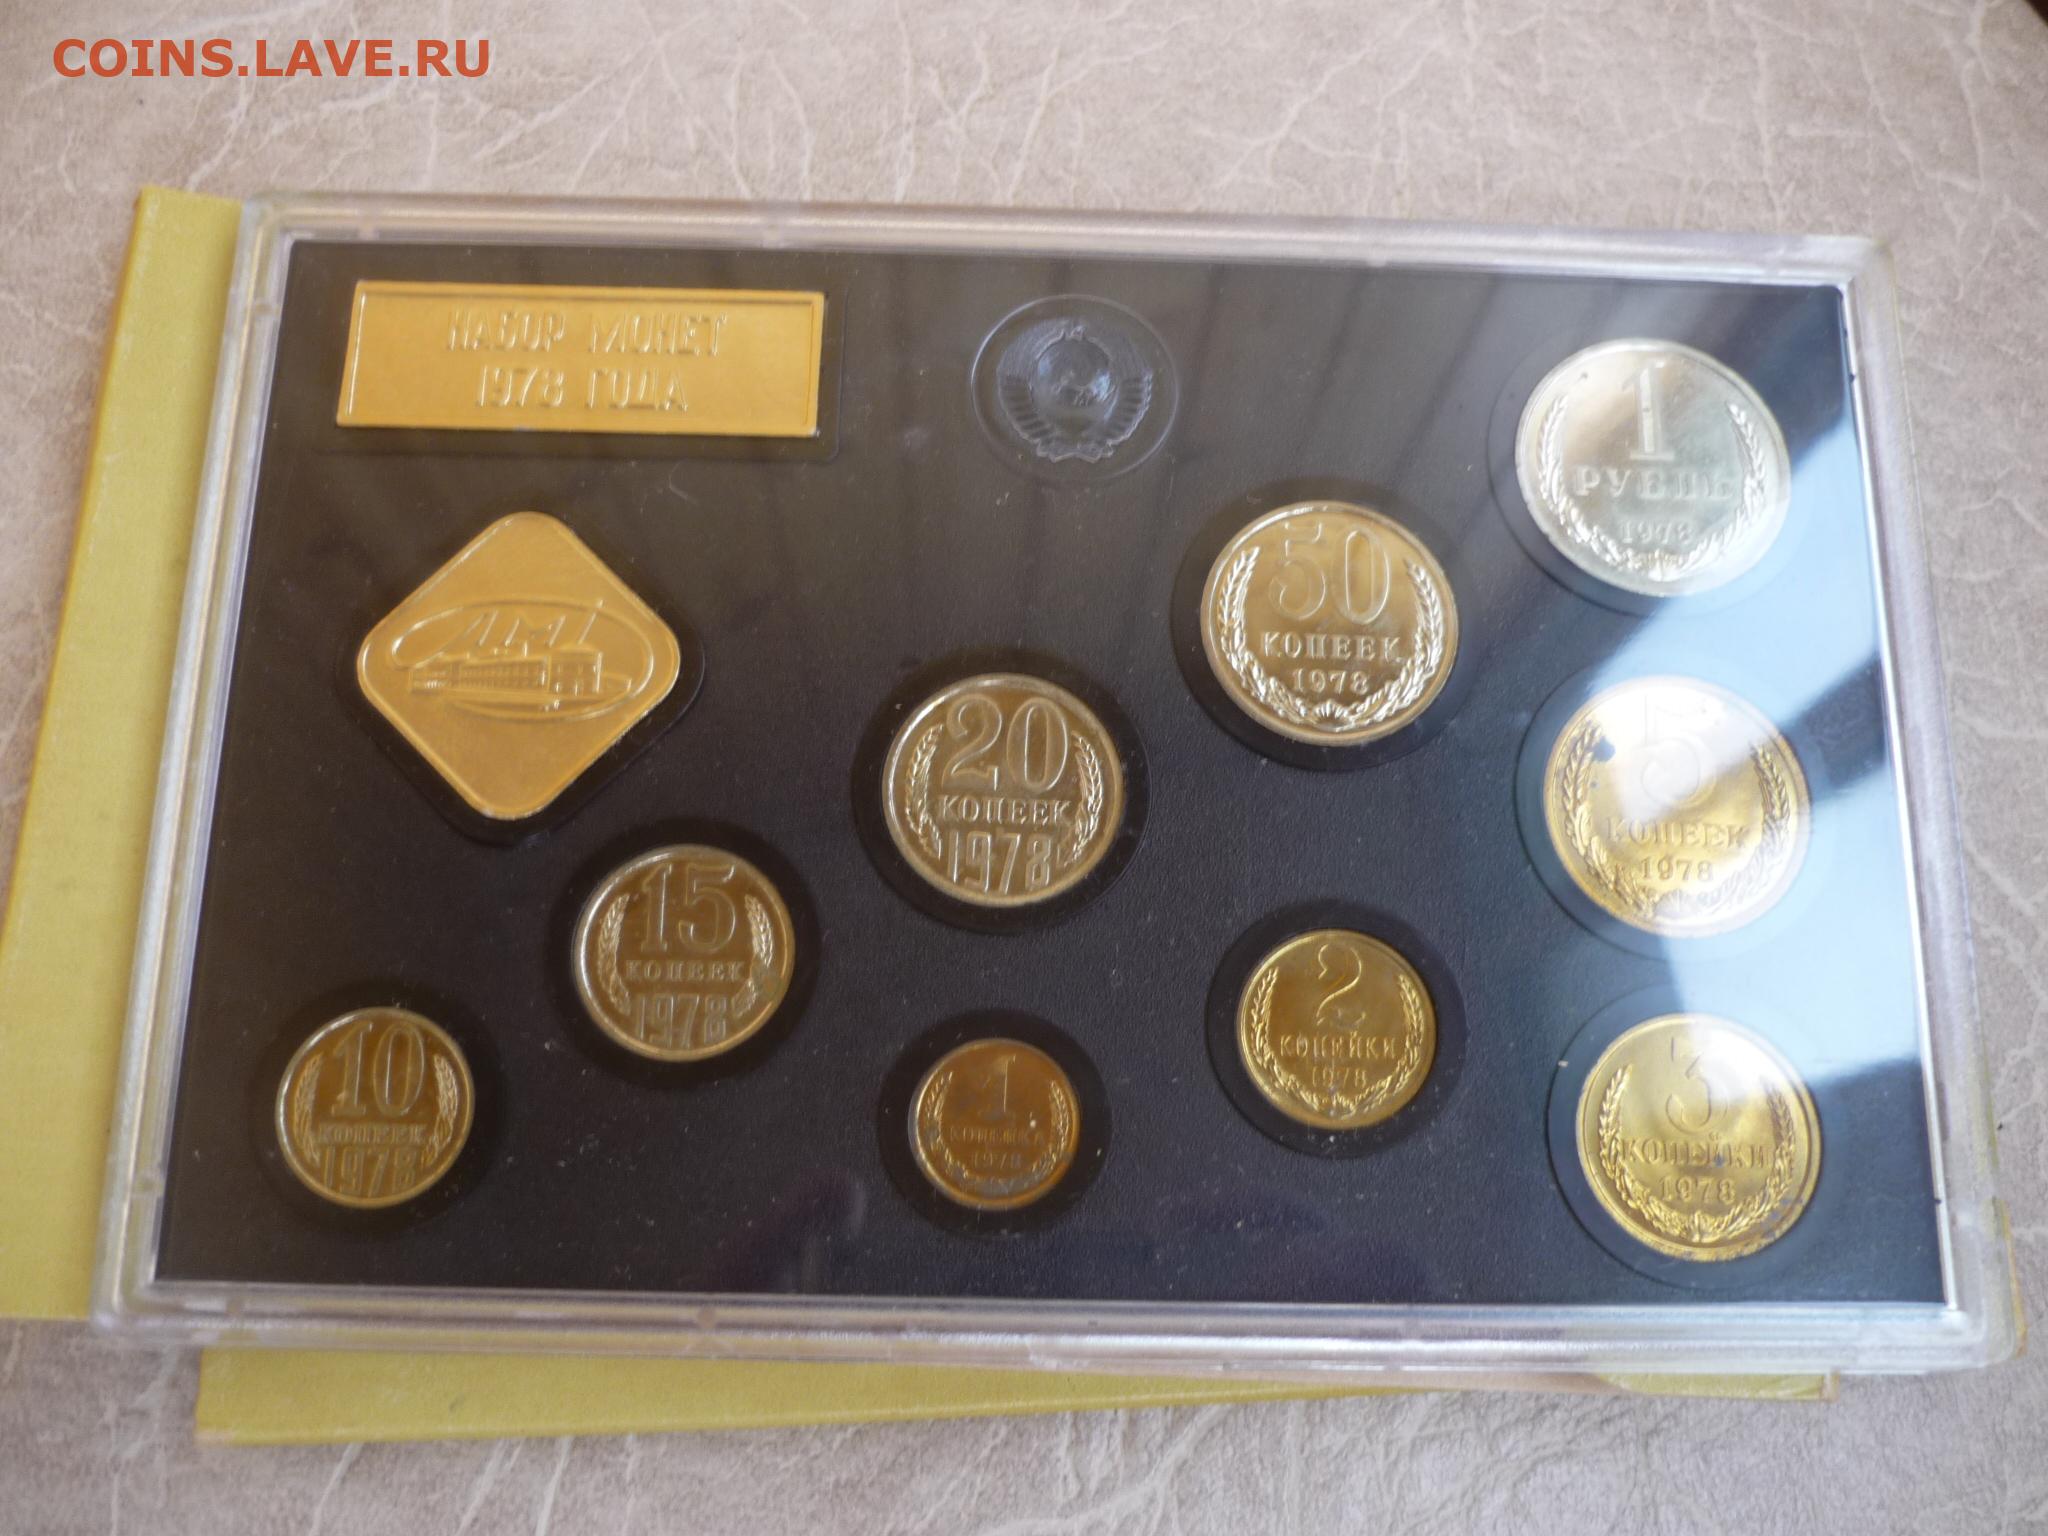 COINS.LAVE.RU
НАБОР МОНЕТ
1978 ГОДА
1
РУБЛЬ
1978
50
КОПЕЕК
1978
ЛМД
20
КОПЕЕК
1978
5
КОПЕЕК
1978
15
КОПЕЕК
1978
2
КОПЕЙКИ
1978
10
КОПЕЕК
1978
1
КОПЕЙКА
1978
3
КОПЕЙКИ
1978